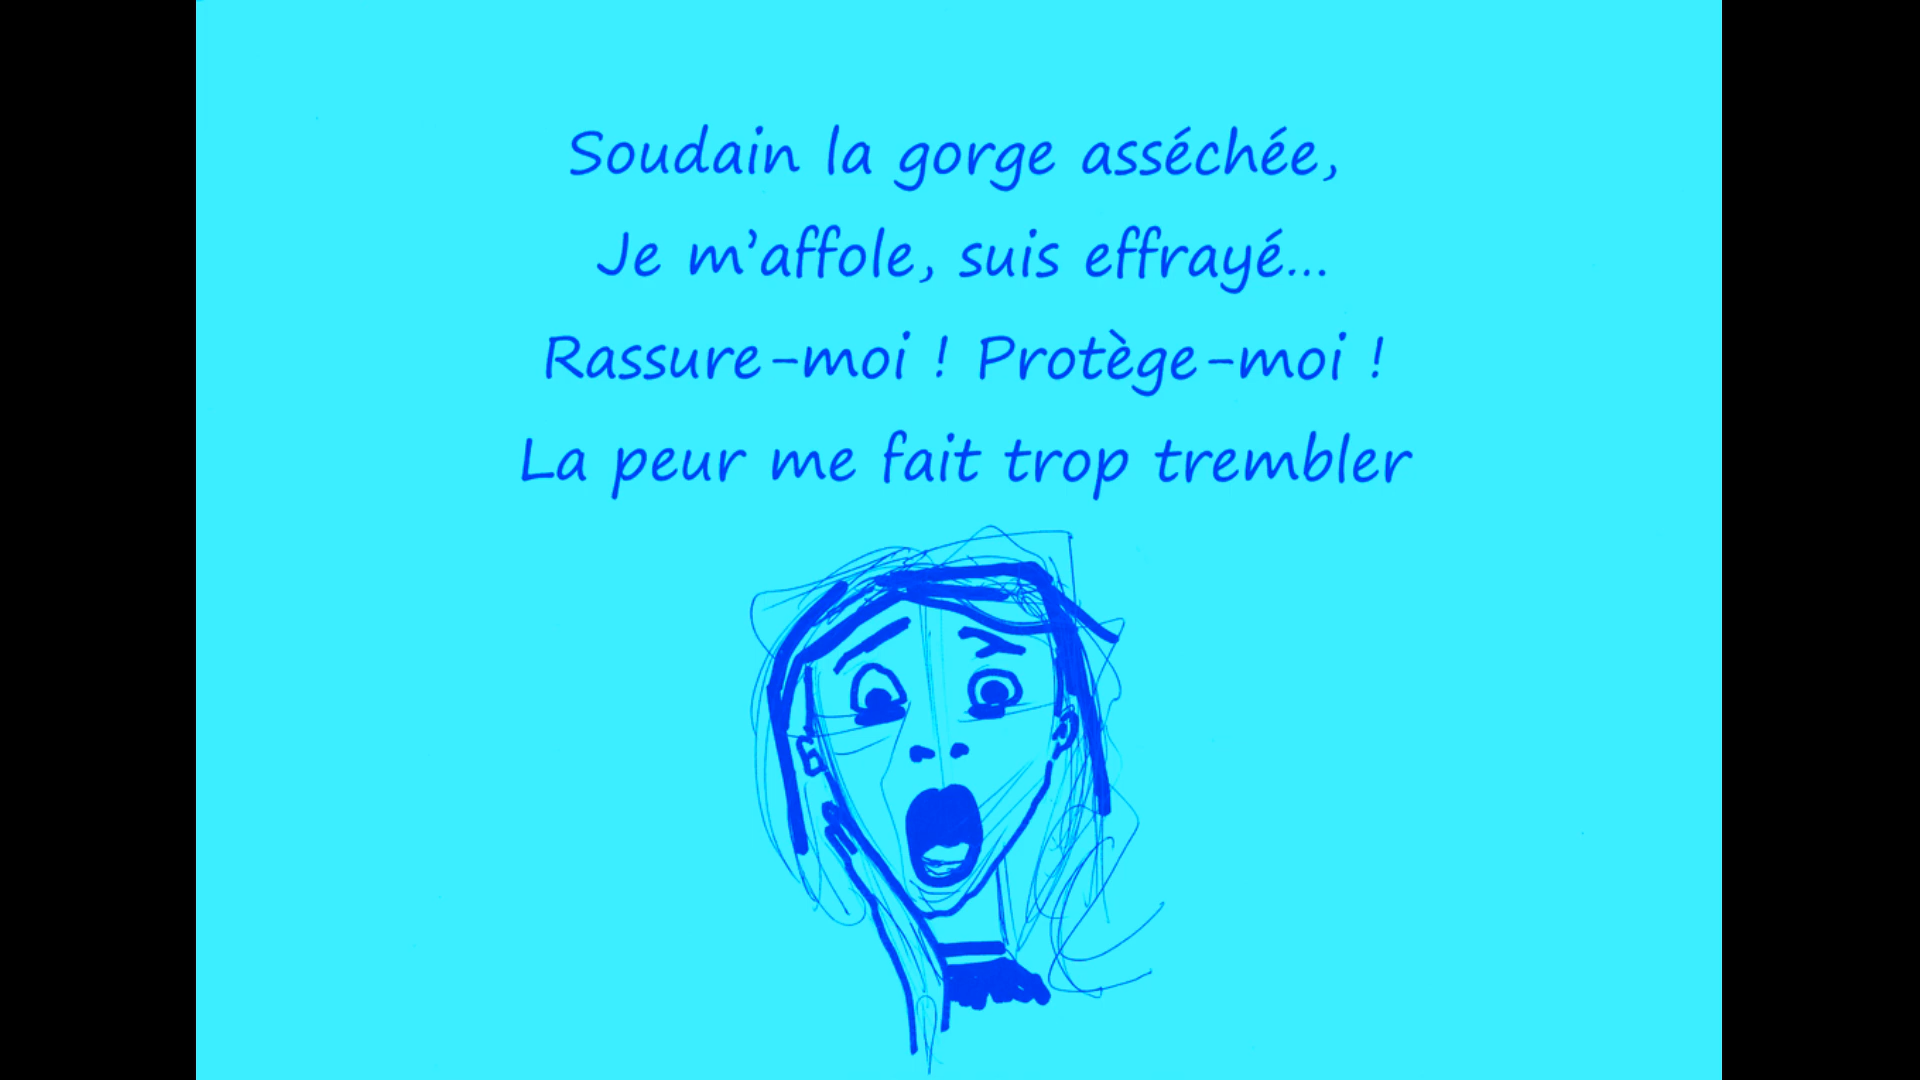 Soudain la gorge asséchée,
Je m’affole, suis effrayé...
Rassure-moi ! Protège-moi !
La peur me fait trop trembler